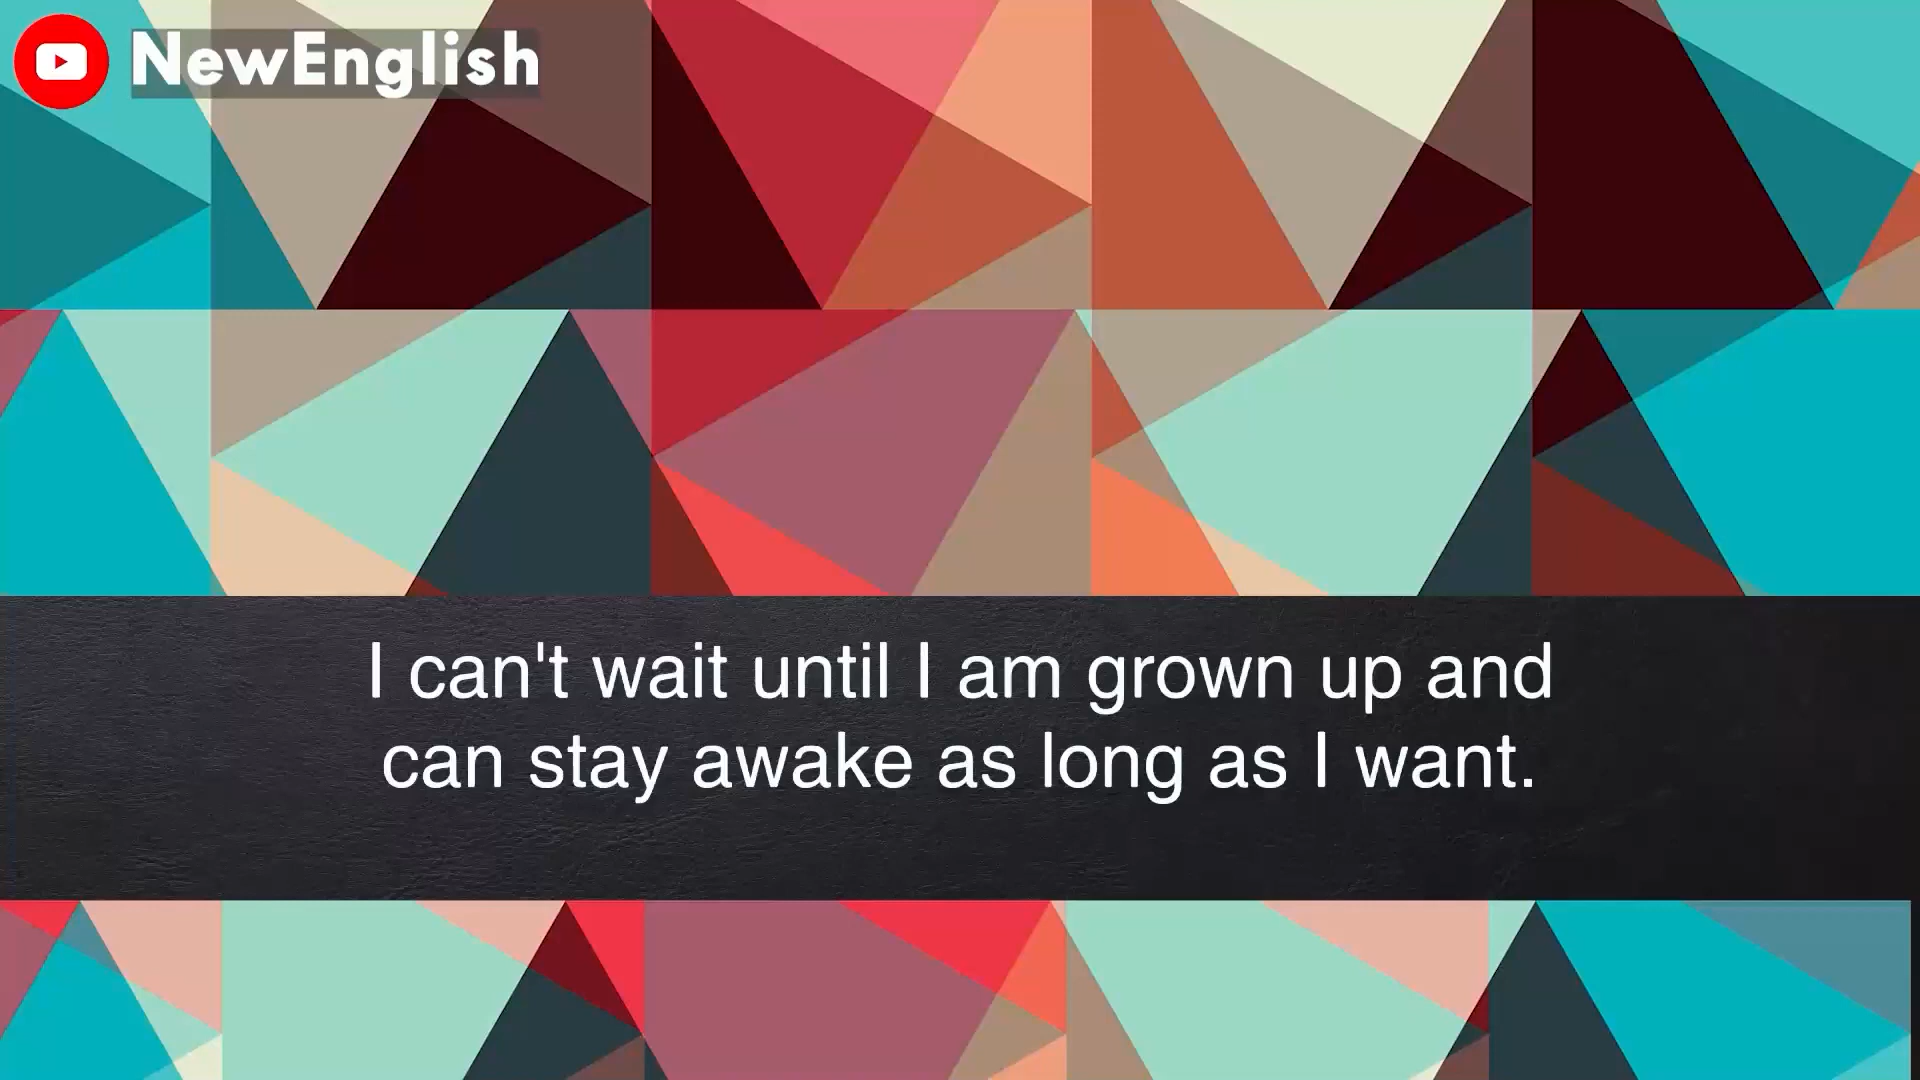 NewEnglish
I can't wait until I am grown up and
can stay awake as long as I want.